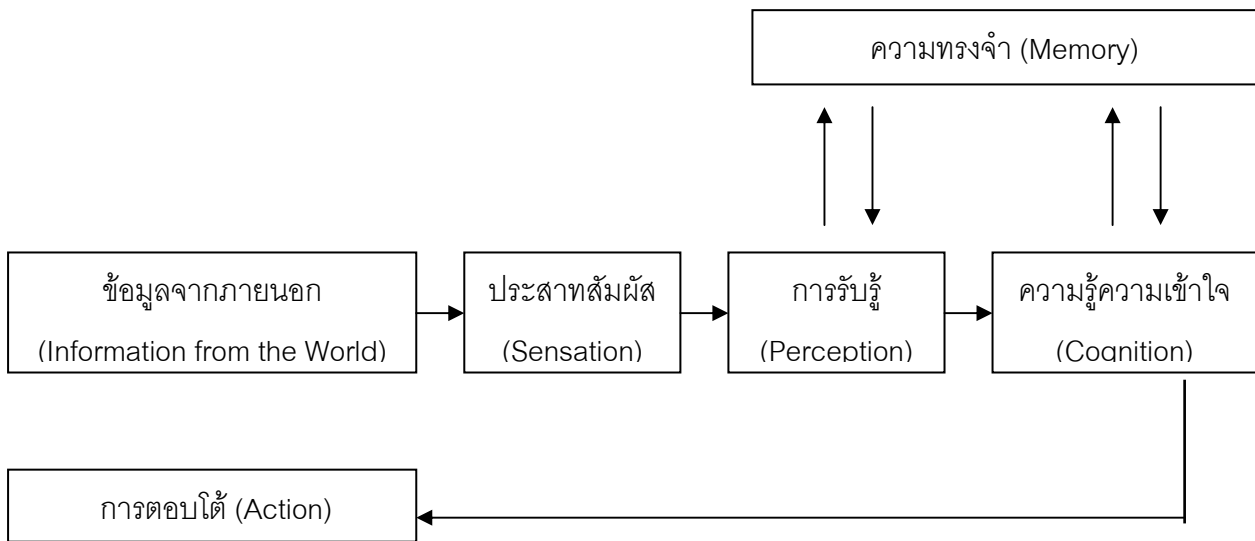 ความทรงจำ (Memory)
ข้อมูลจากภายนอก
(Information from the World)
ประสาทสัมผัส
(Sensation)
การรับรู้
(Perception)
ความรู้ความเข้าใจ
(Cognition)
การตอบโต้ (Action)